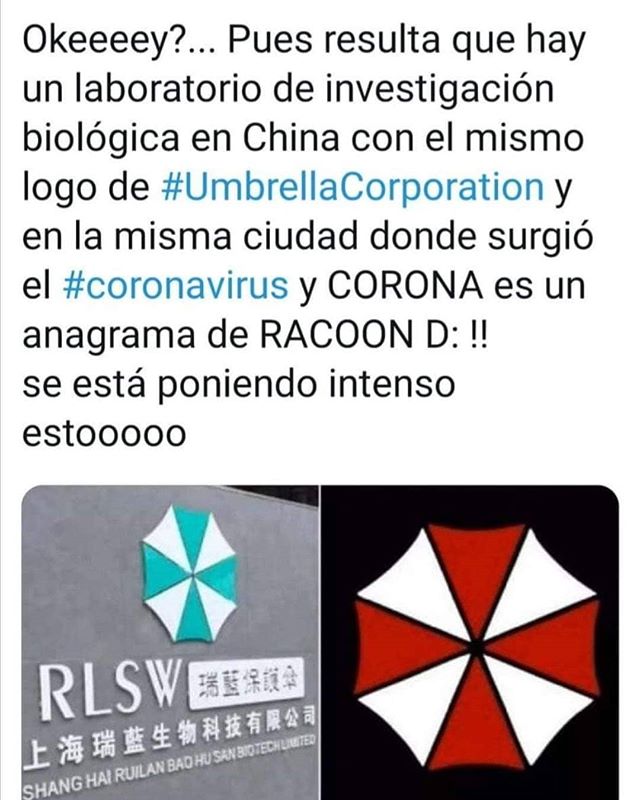 Okeeeey?... Pues resulta que hay
un laboratorio de investigación
biológica en China con el mismo
logo de #UmbrellaCorporation y
en la misma ciudad donde surgió
el #coronavirus y CORONA es un
anagrama de RACOON D: !!
se está poniendo intenso
estooooo
RLSW 瑞藍保護傘
上海瑞藍生物科技有限公司
SHANG HAI RUILAN BAO HU SAN BIOTECH LIMITED